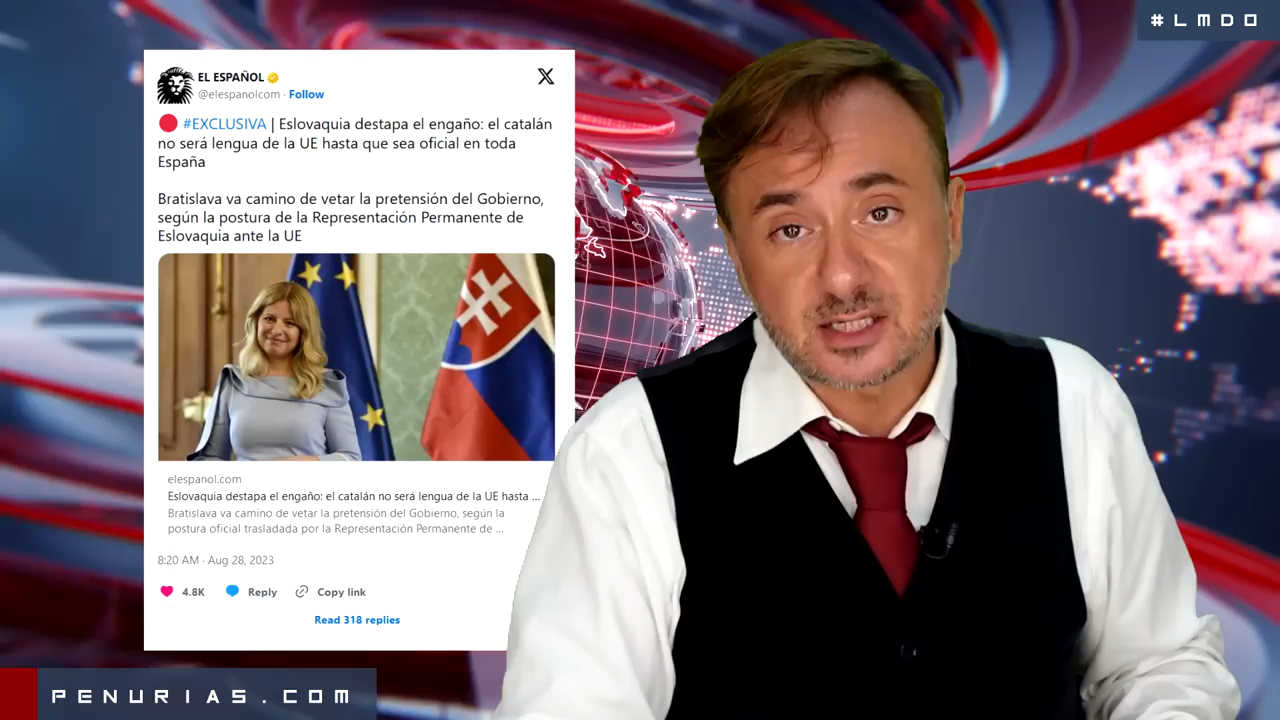 #LMDO
EL ESPAÑOL
@elespanolcom · Follow
#EXCLUSIVA | Eslovaquia destapa el engaño: el catalán
no será lengua de la UE hasta que sea oficial en toda
España
Bratislava va camino de vetar la pretensión del Gobierno,
según la postura de la Representación Permanente de
Eslovaquia ante la UE
elespanol.com
Eslovaquia destapa el engaño: el catalán no será lengua de la UE hasta ...
Bratislava va camino de vetar la pretensión del Gobierno, según la
postura oficial trasladada por la Representación Permanente de ...
8:20 AM · Aug 28, 2023
4.8K Reply Copy link
Read 318 replies
PENURIAS.COM